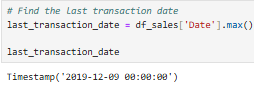 # Find the last transaction date
last_transaction_date = df_sales['Date'].max()
last_transaction_date
Timestamp('2019-12-09 00:00:00')